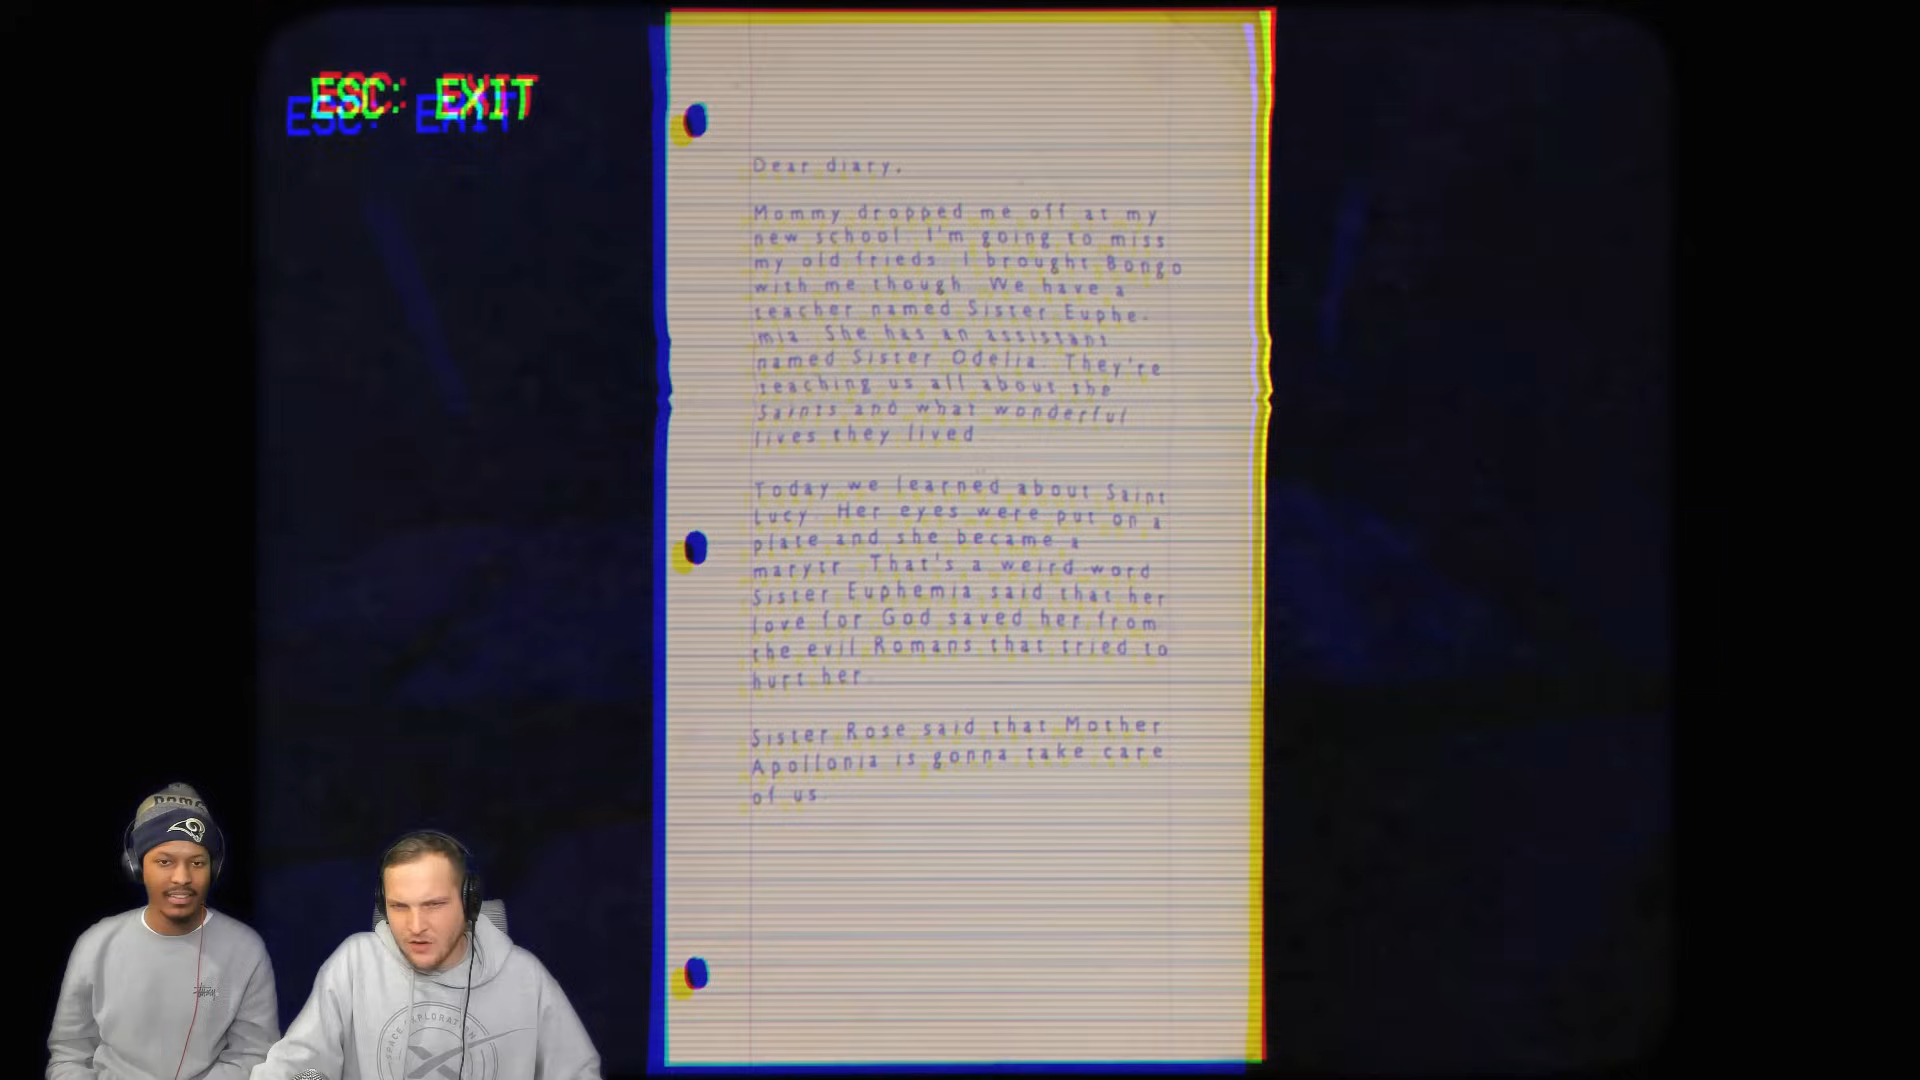 ESC: EXIT
Dear diary,
Mommy dropped me off at my
new school. I'm going to miss
my old frieds. I brought Bongo
with me though. We have a
teacher named Sister Euphe-
mia. She has an assistant
named Sister Odelia. They're
teaching us all about the
Saints and what wonderful
lives they lived.
Today we learned about Saint
Lucy. Her eyes were put on a
plate and she became a
marytr. That's a weird word.
Sister Euphemia said that her
love for God saved her from
the evil Romans that tried to
hurt her.
Sister Rose said that Mother
Apollonia is gonna take care
of us.
SPACE EXPLORATION